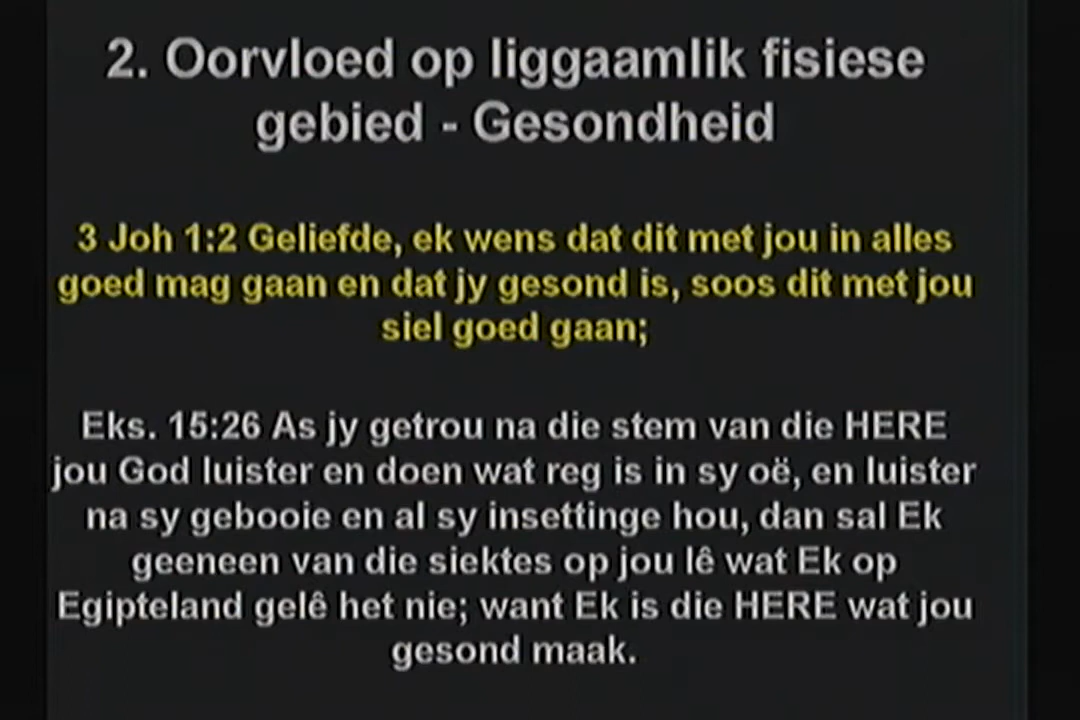 2. Oorvloed op liggaamlik fisiese
gebied - Gesondheid
3 Joh 1:2 Geliefde, ek wens dat dit met jou in alles
goed mag gaan en dat jy gesond is, soos dit met jou
siel goed gaan;
Eks. 15:26 As jy getrou na die stem van die HERE
jou God luister en doen wat reg is in sy oë, en luister
na sy gebooie en al sy insettinge hou, dan sal Ek
geeneen van die siektes op jou lê wat Ek op
Egipteland gelê het nie; want Ek is die HERE wat jou
gesond maak.